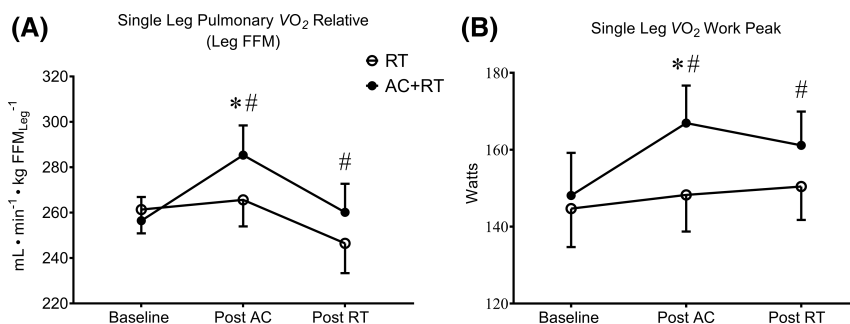 (A)
Single Leg Pulmonary VO₂ Relative
(Leg FFM)
RT
AC+RT
mL • min⁻¹ • kg FFM_Leg⁻¹
320
300
280
260
240
220
*#
#
Baseline
Post AC
Post RT
(B)
Single Leg VO₂ Work Peak
Watts
180
160
140
120
*#
#
Baseline
Post AC
Post RT